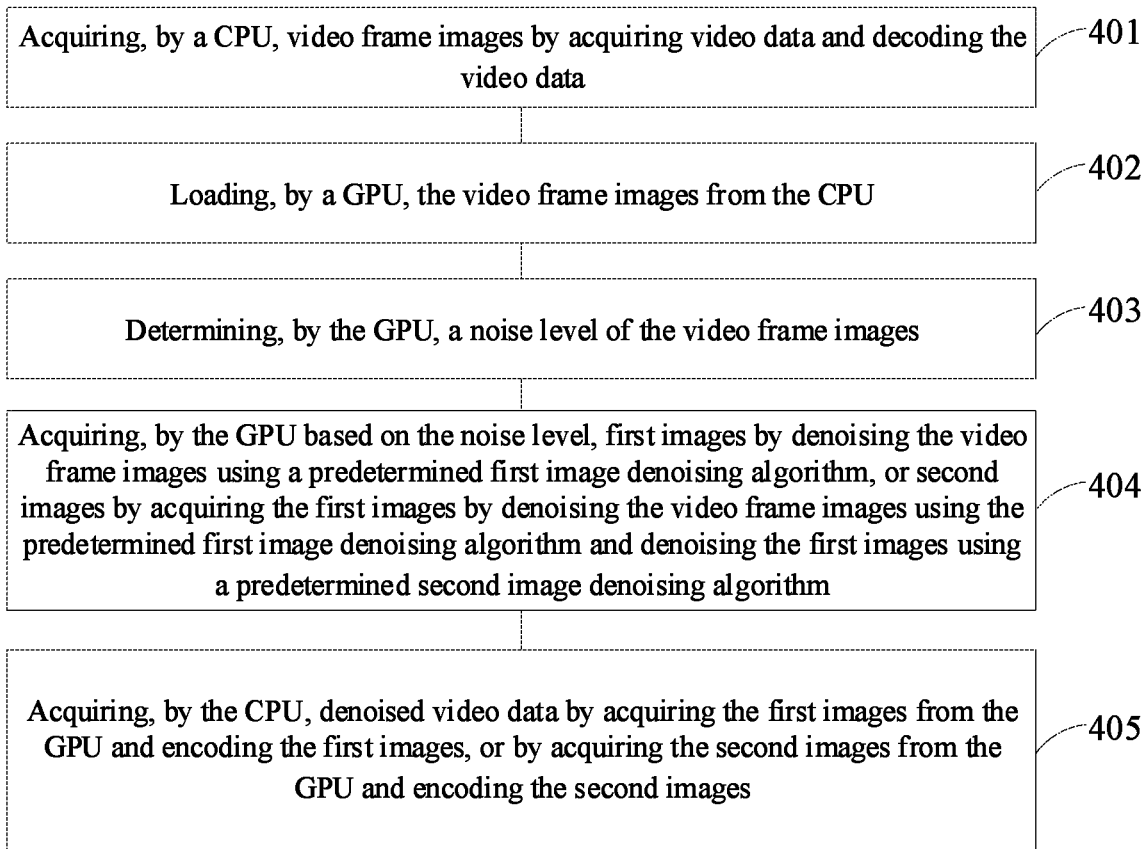 Acquiring, by a CPU, video frame images by acquiring video data and decoding the
video data
401
Loading, by a GPU, the video frame images from the CPU
402
Determining, by the GPU, a noise level of the video frame images
403
Acquiring, by the GPU based on the noise level, first images by denoising the video
frame images using a predetermined first image denoising algorithm, or second
images by acquiring the first images by denoising the video frame images using the
predetermined first image denoising algorithm and denoising the first images using
a predetermined second image denoising algorithm
404
Acquiring, by the CPU, denoised video data by acquiring the first images from the
GPU and encoding the first images, or by acquiring the second images from the
GPU and encoding the second images
405